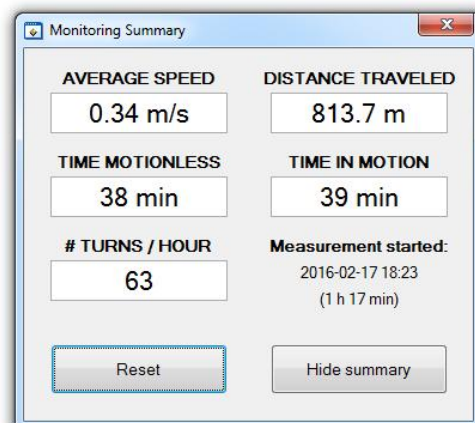 Monitoring Summary
AVERAGE SPEED
0.34 m/s
DISTANCE TRAVELED
813.7 m
TIME MOTIONLESS
38 min
TIME IN MOTION
39 min
# TURNS / HOUR
63
Measurement started:
2016-02-17 18:23
(1 h 17 min)
Reset
Hide summary